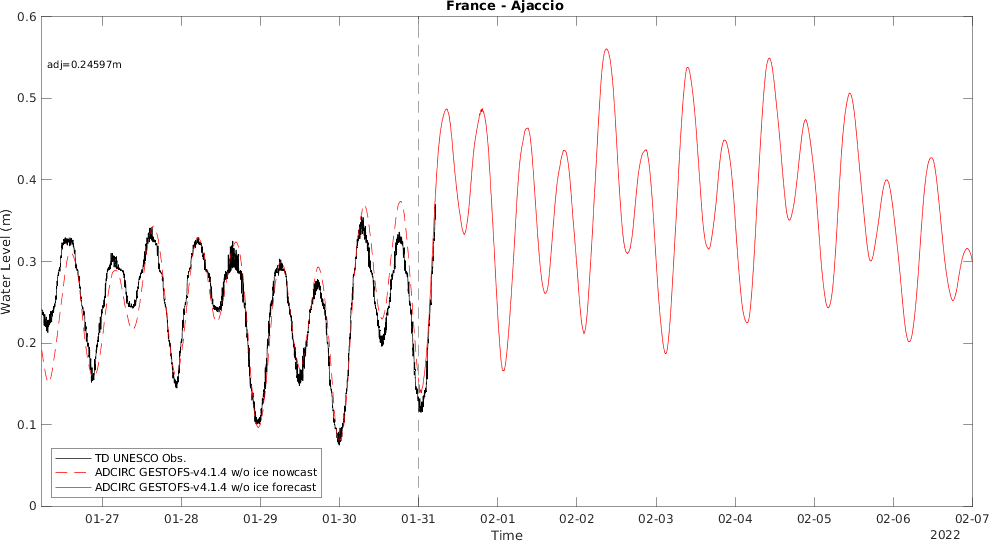 France - Ajaccio
adj=0.24597m
0.6
0.5
0.4
0.3
0.2
0.1
0
Water Level (m)
TD UNESCO Obs.
ADCIRC GESTOFS-v4.1.4 w/o ice nowcast
ADCIRC GESTOFS-v4.1.4 w/o ice forecast
01-27 01-28 01-29 01-30 01-31 02-01 02-02 02-03 02-04 02-05 02-06 02-07
Time
2022